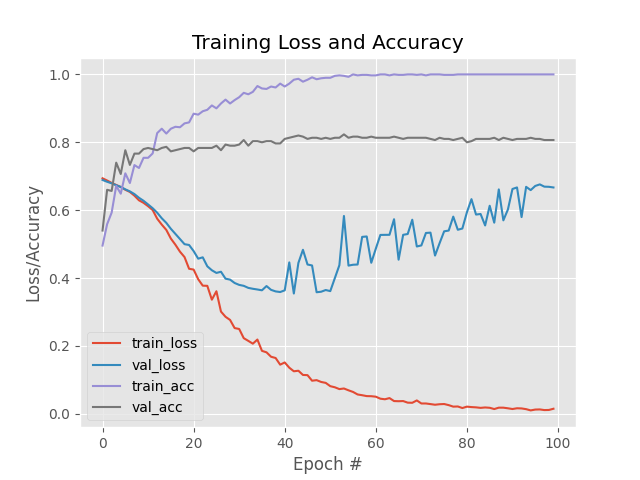 Training Loss and Accuracy
Loss/Accuracy
1.0
0.8
0.6
0.4
0.2
0.0
train_loss
val_loss
train_acc
val_acc
0 20 40 60 80 100
Epoch #